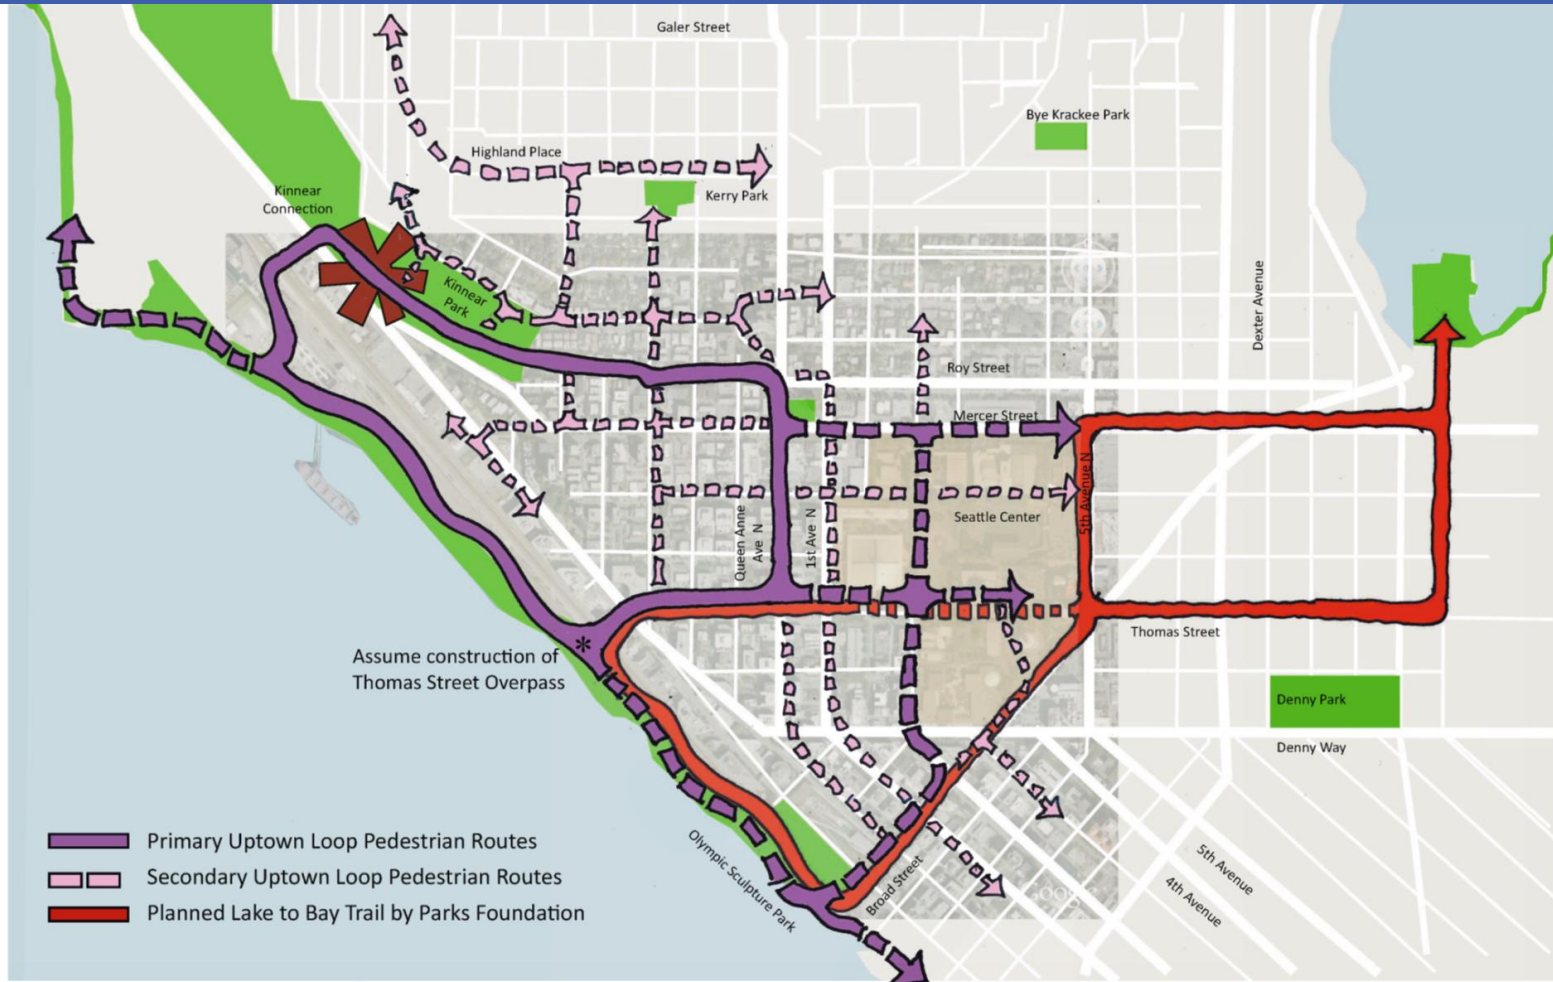 Galer Street
Bye Krackee Park
Highland Place
Kinnear
Connection
Kerry Park
Kinnear
Park
Dexter Avenue
Roy Street
Mercer Street
5th Avenue N
Queen Anne
Ave N
1st Ave N
Seattle Center
Thomas Street
*
Assume construction of
Thomas Street Overpass
Denny Park
Denny Way
Olympic Sculpture Park
Broad Street
5th Avenue
4th Avenue
Google
Primary Uptown Loop Pedestrian Routes
Secondary Uptown Loop Pedestrian Routes
Planned Lake to Bay Trail by Parks Foundation